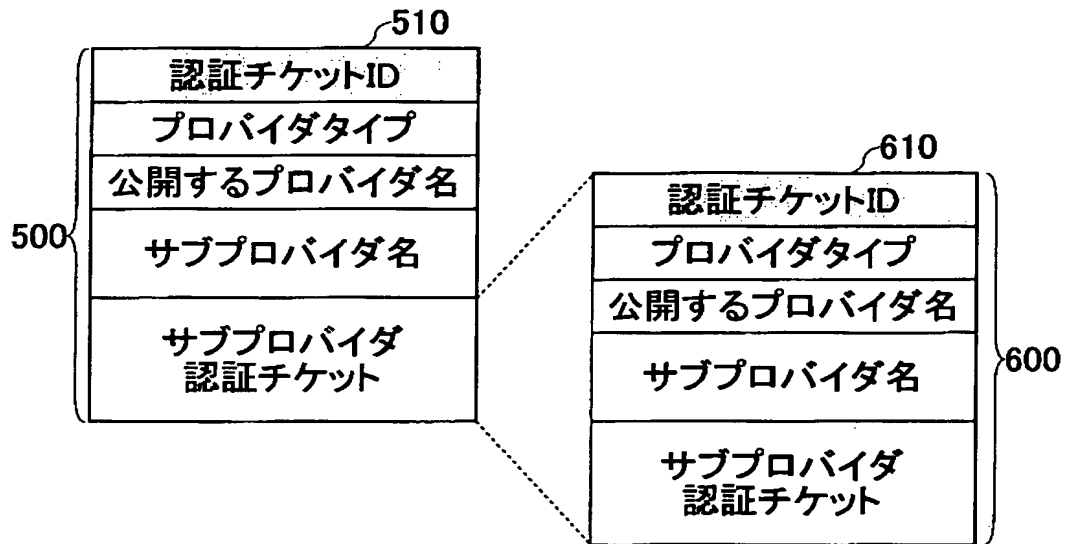 510
認証チケットID
プロバイダタイプ
公開するプロバイダ名
サブプロバイダ名
サブプロバイダ
認証チケット
500
610
認証チケットID
プロバイダタイプ
公開するプロバイダ名
サブプロバイダ名
サブプロバイダ
認証チケット
600